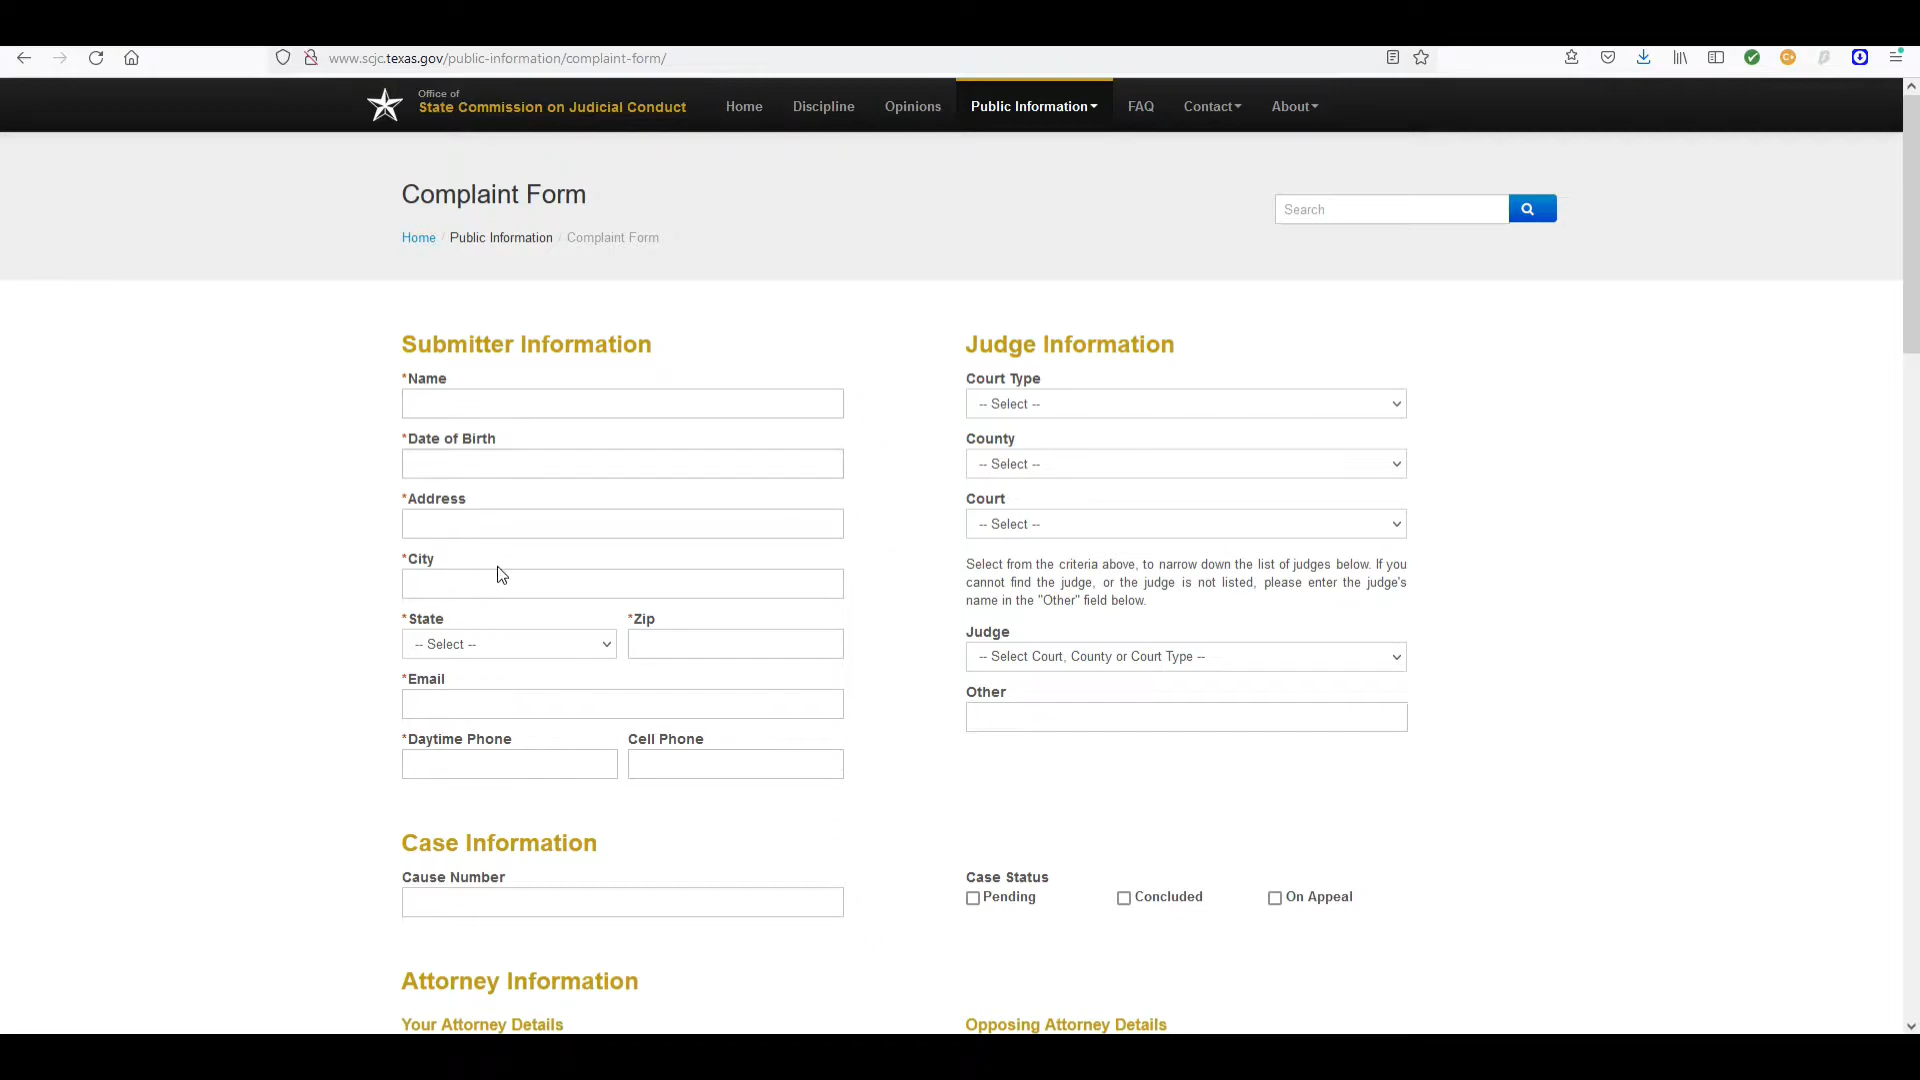 www.scjc.texas.gov/public-information/complaint-form/
Office of
State Commission on Judicial Conduct
Home
Discipline
Opinions
Public Information
FAQ
Contact
About
Complaint Form
Search
Home / Public Information / Complaint Form
Submitter Information
*Name
*Date of Birth
*Address
*City
*State
*Zip
-- Select --
*Email
*Daytime Phone
Cell Phone
Judge Information
Court Type
-- Select --
County
-- Select --
Court
-- Select --
Select from the criteria above, to narrow down the list of judges below. If you
cannot find the judge, or the judge is not listed, please enter the judge's
name in the "Other" field below.
Judge
-- Select Court, County or Court Type --
Other
Case Information
Cause Number
Case Status
Pending
Concluded
On Appeal
Attorney Information
Your Attorney Details
Opposing Attorney Details